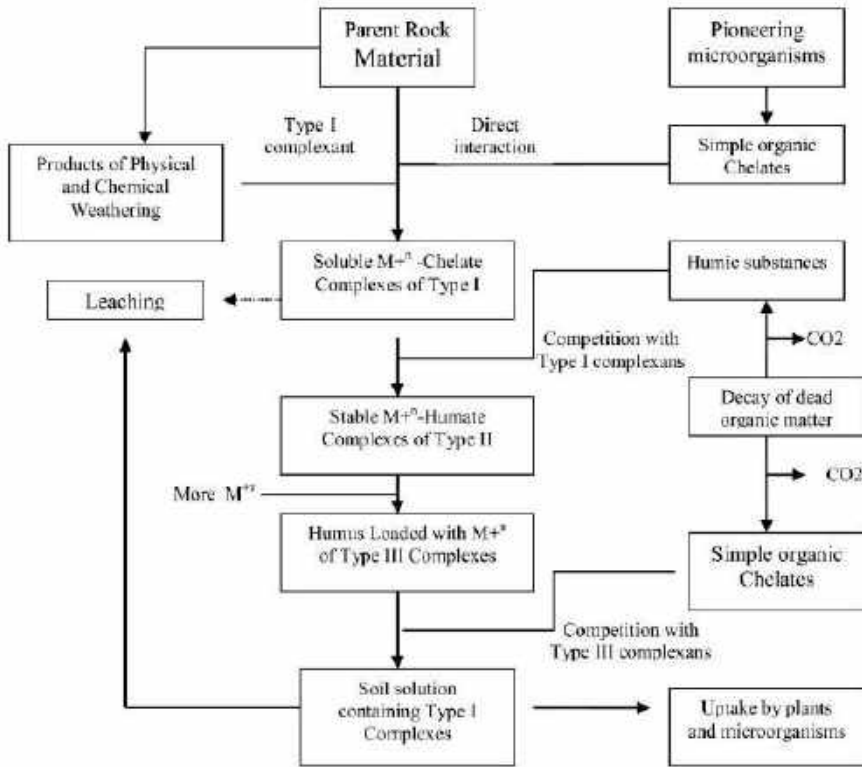 Parent Rock
Material
Pioneering
microorganisms
Type I
complexant
Direct
interaction
Simple organic
Chelates
Products of Physical
and Chemical
Weathering
Soluble M+ⁿ -Chelate
Complexes of Type I
Humic substances
Leaching
Competition with
Type I complexans
CO2
Decay of dead
organic matter
Stable M+ⁿ-Humate
Complexes of Type II
CO2
More
Humus Loaded with M+ⁿ
of Type III Complexes
Simple organic
Chelates
Competition with
Type III complexans
Soil solution
containing Type I
Complexes
Uptake by plants
and microorganisms